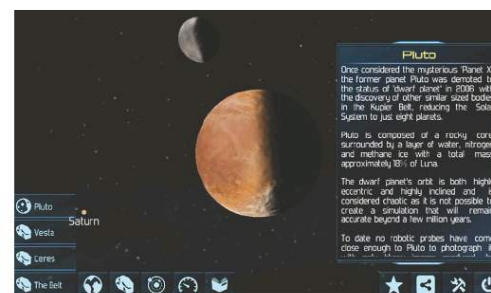 Pluto
Once considered the mysterious 'Planet X'
the former planet Pluto was demoted to
the status of 'dwarf planet' in 2006 with
the discovery of other similar sized bodies
in the Kupier Belt, reducing the Solar
System to just eight planets.
Pluto is composed of a rocky core
surrounded by a layer of water, nitrogen
and methane ice with a total mass
approximately 18% of Luna.
The dwarf planet's orbit is both highly
eccentric and highly inclined and
considered chaotic as it is not possible to
create a simulation that will remain
accurate beyond a few million years.
To date no robotic probes have come
close enough to Pluto to photograph
Pluto
Saturn
Vesta
Ceres
The Belt